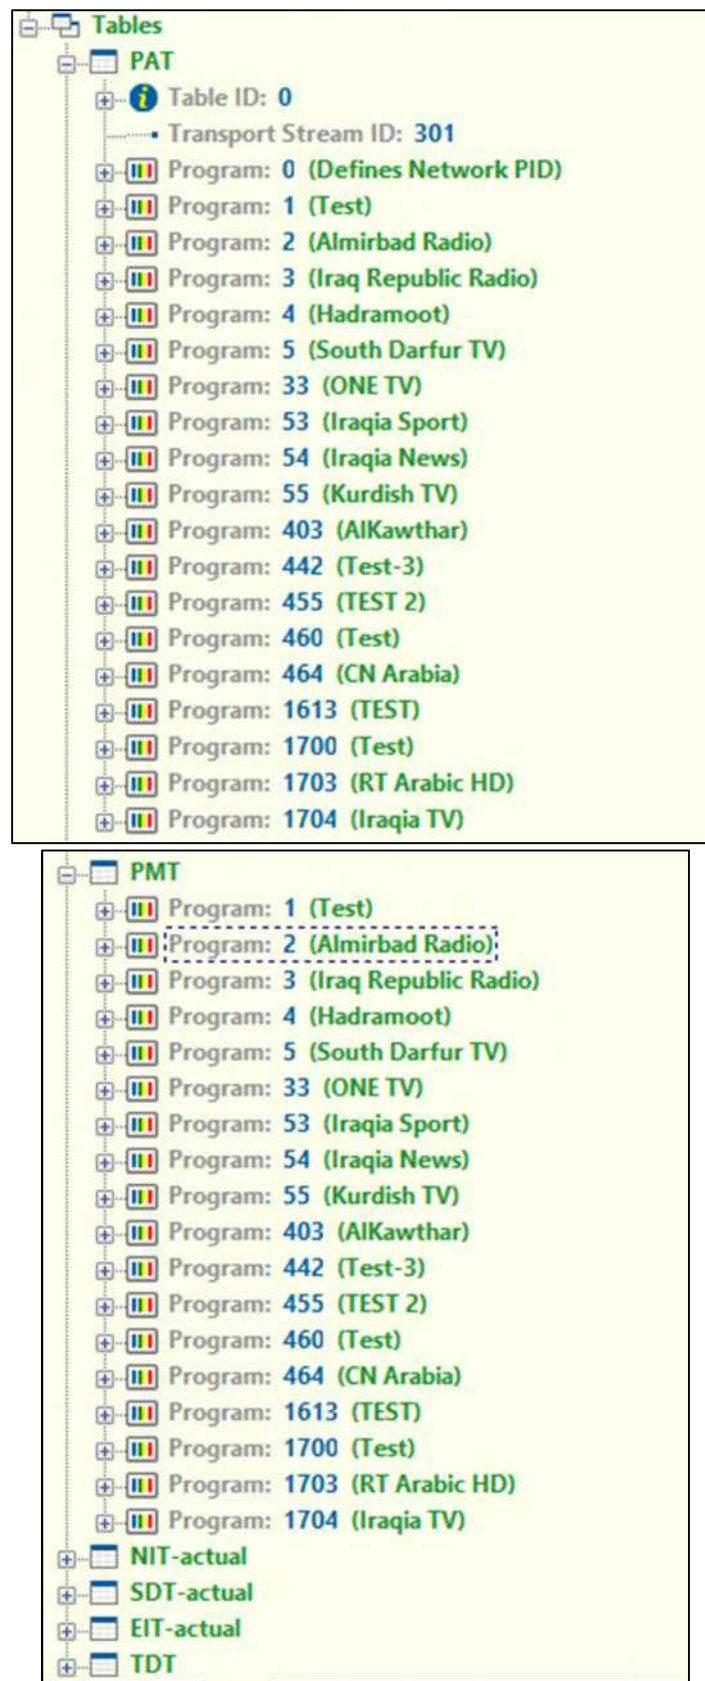 Tables
PAT
Table ID: 0
Transport Stream ID: 301
Program: 0 (Defines Network PID)
Program: 1 (Test)
Program: 2 (Almirbad Radio)
Program: 3 (Iraq Republic Radio)
Program: 4 (Hadramoot)
Program: 5 (South Darfur TV)
Program: 33 (ONE TV)
Program: 53 (Iraqia Sport)
Program: 54 (Iraqia News)
Program: 55 (Kurdish TV)
Program: 403 (AlKawthar)
Program: 442 (Test-3)
Program: 455 (TEST 2)
Program: 460 (Test)
Program: 464 (CN Arabia)
Program: 1613 (TEST)
Program: 1700 (Test)
Program: 1703 (RT Arabic HD)
Program: 1704 (Iraqia TV)
PMT
Program: 1 (Test)
Program: 2 (Almirbad Radio)
Program: 3 (Iraq Republic Radio)
Program: 4 (Hadramoot)
Program: 5 (South Darfur TV)
Program: 33 (ONE TV)
Program: 53 (Iraqia Sport)
Program: 54 (Iraqia News)
Program: 55 (Kurdish TV)
Program: 403 (AlKawthar)
Program: 442 (Test-3)
Program: 455 (TEST 2)
Program: 460 (Test)
Program: 464 (CN Arabia)
Program: 1613 (TEST)
Program: 1700 (Test)
Program: 1703 (RT Arabic HD)
Program: 1704 (Iraqia TV)
NIT-actual
SDT-actual
EIT-actual
TDT